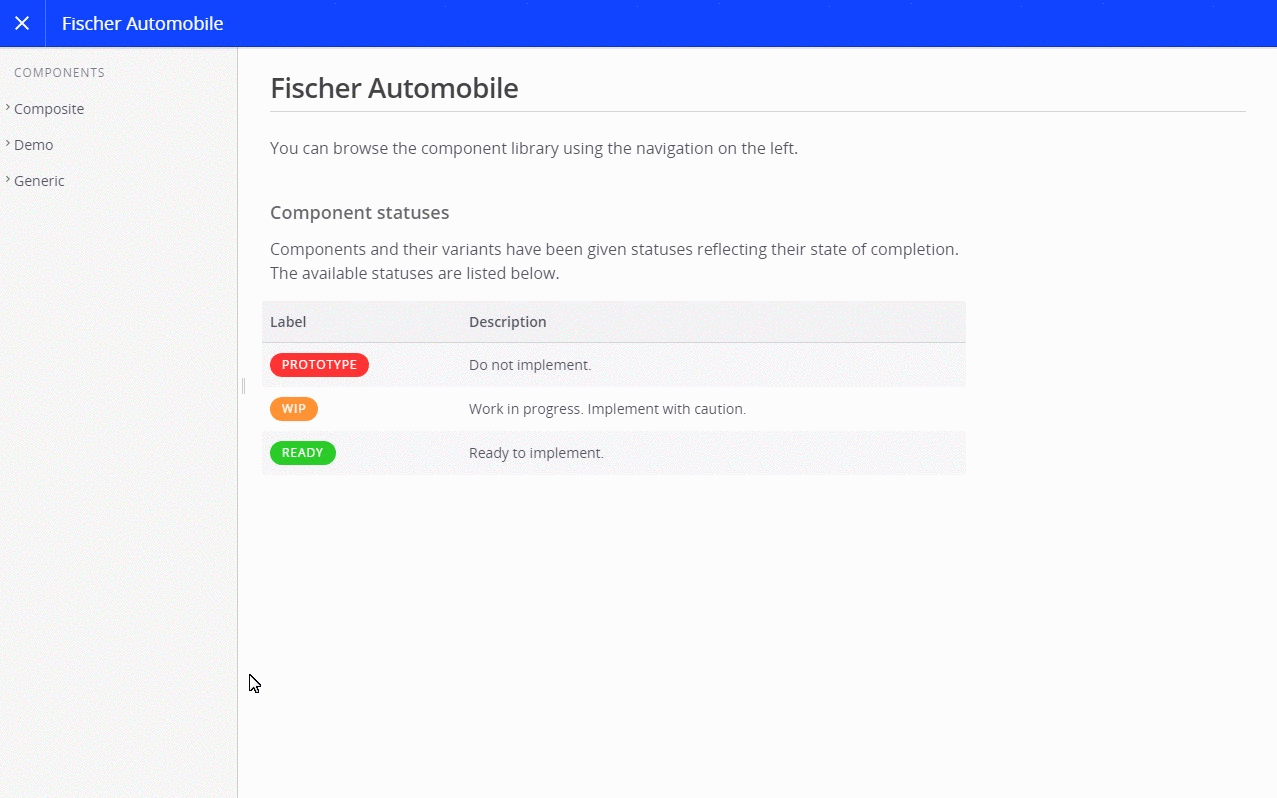 Fischer Automobile
COMPONENTS
Composite
Demo
Generic
Fischer Automobile
You can browse the component library using the navigation on the left.
Component statuses
Components and their variants have been given statuses reflecting their state of completion.
The available statuses are listed below.
Label Description
PROTOTYPE Do not implement.
WIP Work in progress. Implement with caution.
READY Ready to implement.